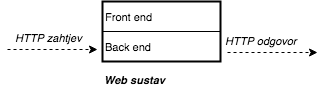 Front end
HTTP zahtjev
HTTP odgovor
Back end
Web sustav